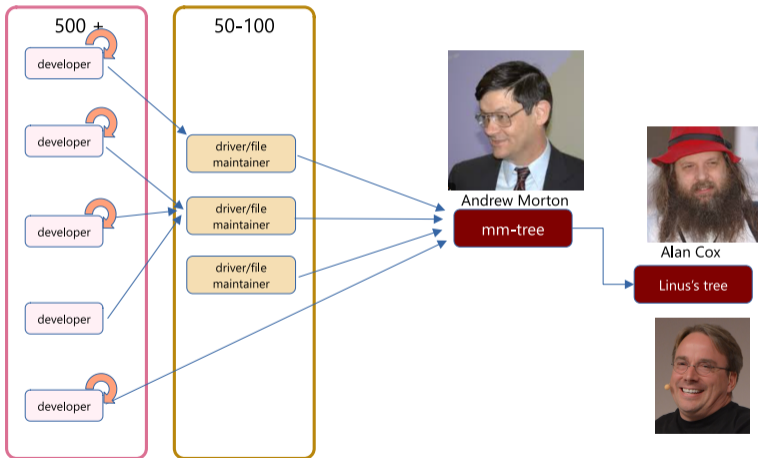 500 +
50-100
developer
developer
developer
developer
developer
driver/file
maintainer
driver/file
maintainer
driver/file
maintainer
Andrew Morton
mm-tree
Alan Cox
Linus's tree